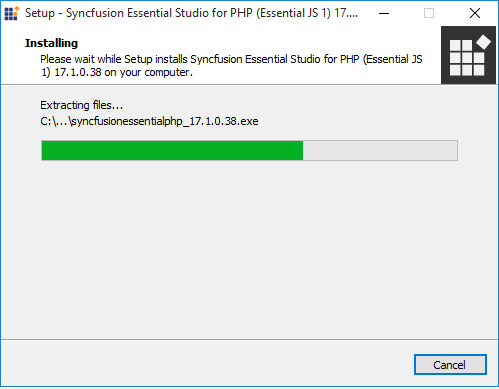 Setup - Syncfusion Essential Studio for PHP (Essential JS 1) 17....
Installing
Please wait while Setup installs Syncfusion Essential Studio for PHP (Essential JS
1) 17.1.0.38 on your computer.
Extracting files...
C:\...\syncfusionessentialphp_17.1.0.38.exe
Cancel